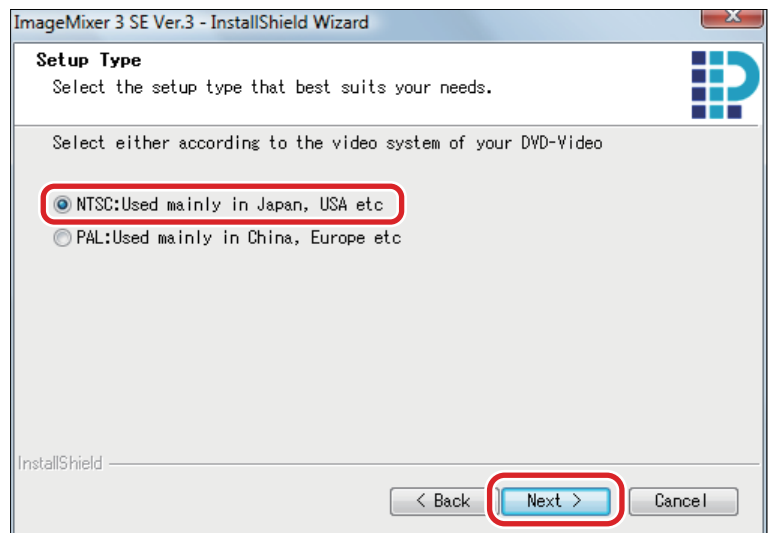 ImageMixer 3 SE Ver.3 - InstallShield Wizard
Setup Type
Select the setup type that best suits your needs.
Select either according to the video system of your DVD-Video
NTSC:Used mainly in Japan, USA etc
PAL:Used mainly in China, Europe etc
InstallShield
< Back Next > Cancel